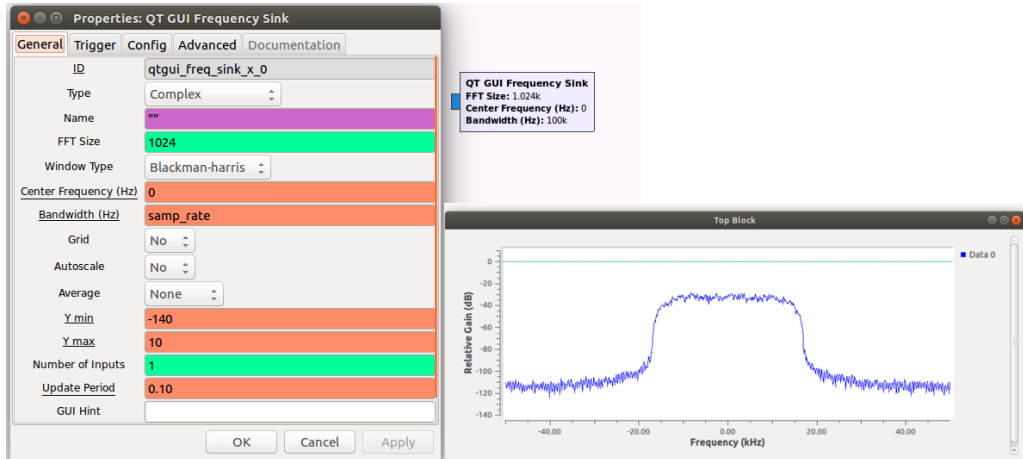 Properties: QT GUI Frequency Sink
General Trigger Config Advanced Documentation
ID qtgui_freq_sink_x_0
Type Complex
Name ""
FFT Size 1024
Window Type Blackman-harris
Center Frequency (Hz) 0
Bandwidth (Hz) samp_rate
Grid No
Autoscale No
Average None
Y min -140
Y max 10
Number of Inputs 1
Update Period 0.10
GUI Hint
OK Cancel Apply
QT GUI Frequency Sink
FFT Size: 1.024k
Center Frequency (Hz): 0
Bandwidth (Hz): 100k
Top Block
Data 0
Relative Gain (dB)
0
-20
-40
-60
-80
-100
-120
-140
-40.00 -20.00 0.00 20.00 40.00
Frequency (kHz)